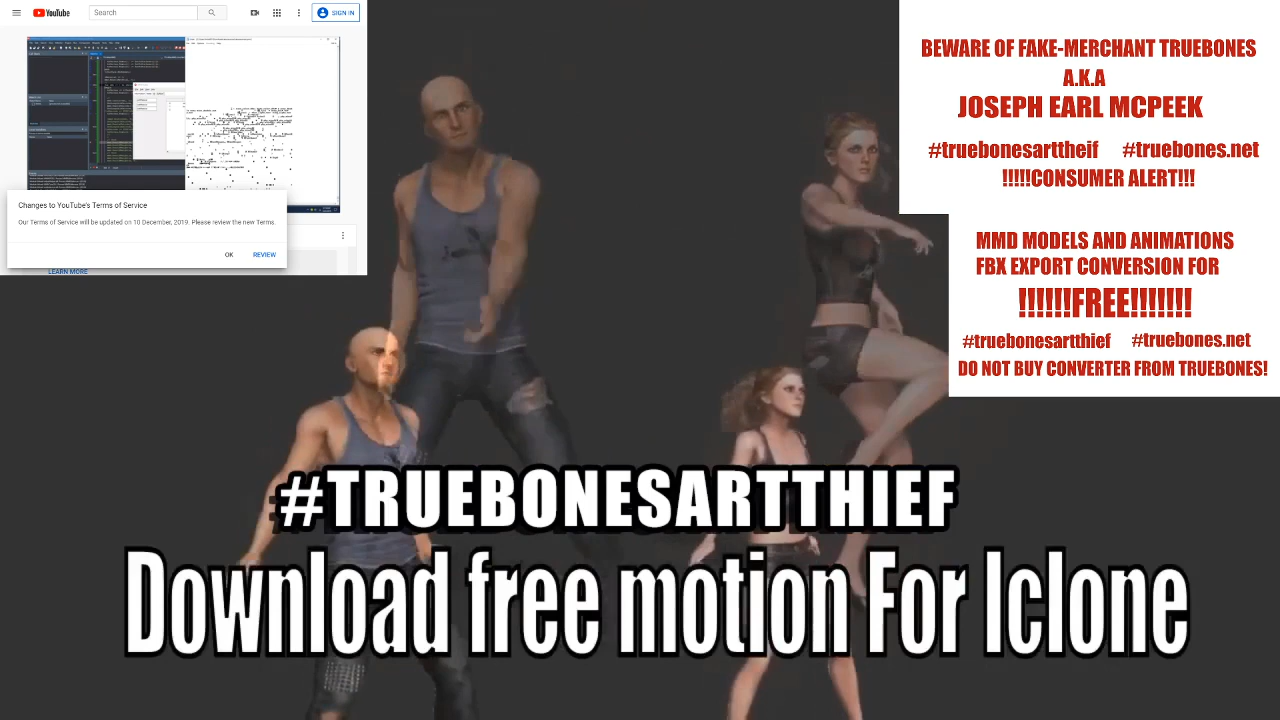 YouTube
Search
SIGN IN
Changes to YouTube's Terms of Service
Our Terms of Service will be updated on 10 December, 2019. Please review the new Terms.
OK
REVIEW
LEARN MORE
BEWARE OF FAKE-MERCHANT TRUEBONES
A.K.A
JOSEPH EARL MCPEEK
#truebonesarttheif #truebones.net
!!!!!CONSUMER ALERT!!!
MMD MODELS AND ANIMATIONS
FBX EXPORT CONVERSION FOR
!!!!!!FREE!!!!!!!
#truebonesartthief #truebones.net
DO NOT BUY CONVERTER FROM TRUEBONES!
#TRUEBONESARTTHIEF
Download free motion For Iclone